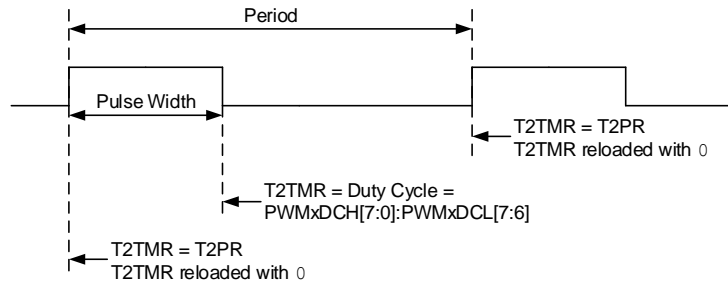 Period
Pulse Width
T2TMR = T2PR
T2TMR reloaded with 0
T2TMR = Duty Cycle =
PWMxDCH[7:0]:PWMxDCL[7:6]
T2TMR = T2PR
T2TMR reloaded with 0